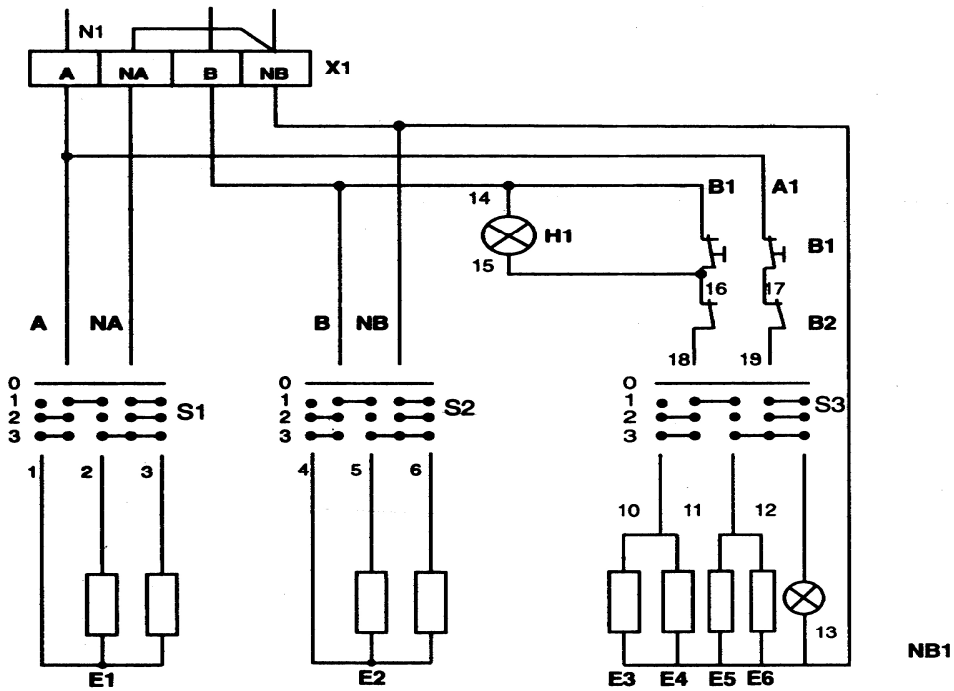 N1
A NA B NB X1
B1 A1
14
H1 B1
15
16 17
A NA B NB B2
18 19
0 0 0
1 1 1
S1 S2 S3
2 2 2
3 3 3
1 2 3 4 5 6
10 11 12
13
NB1
E1 E2 E3 E4 E5 E6